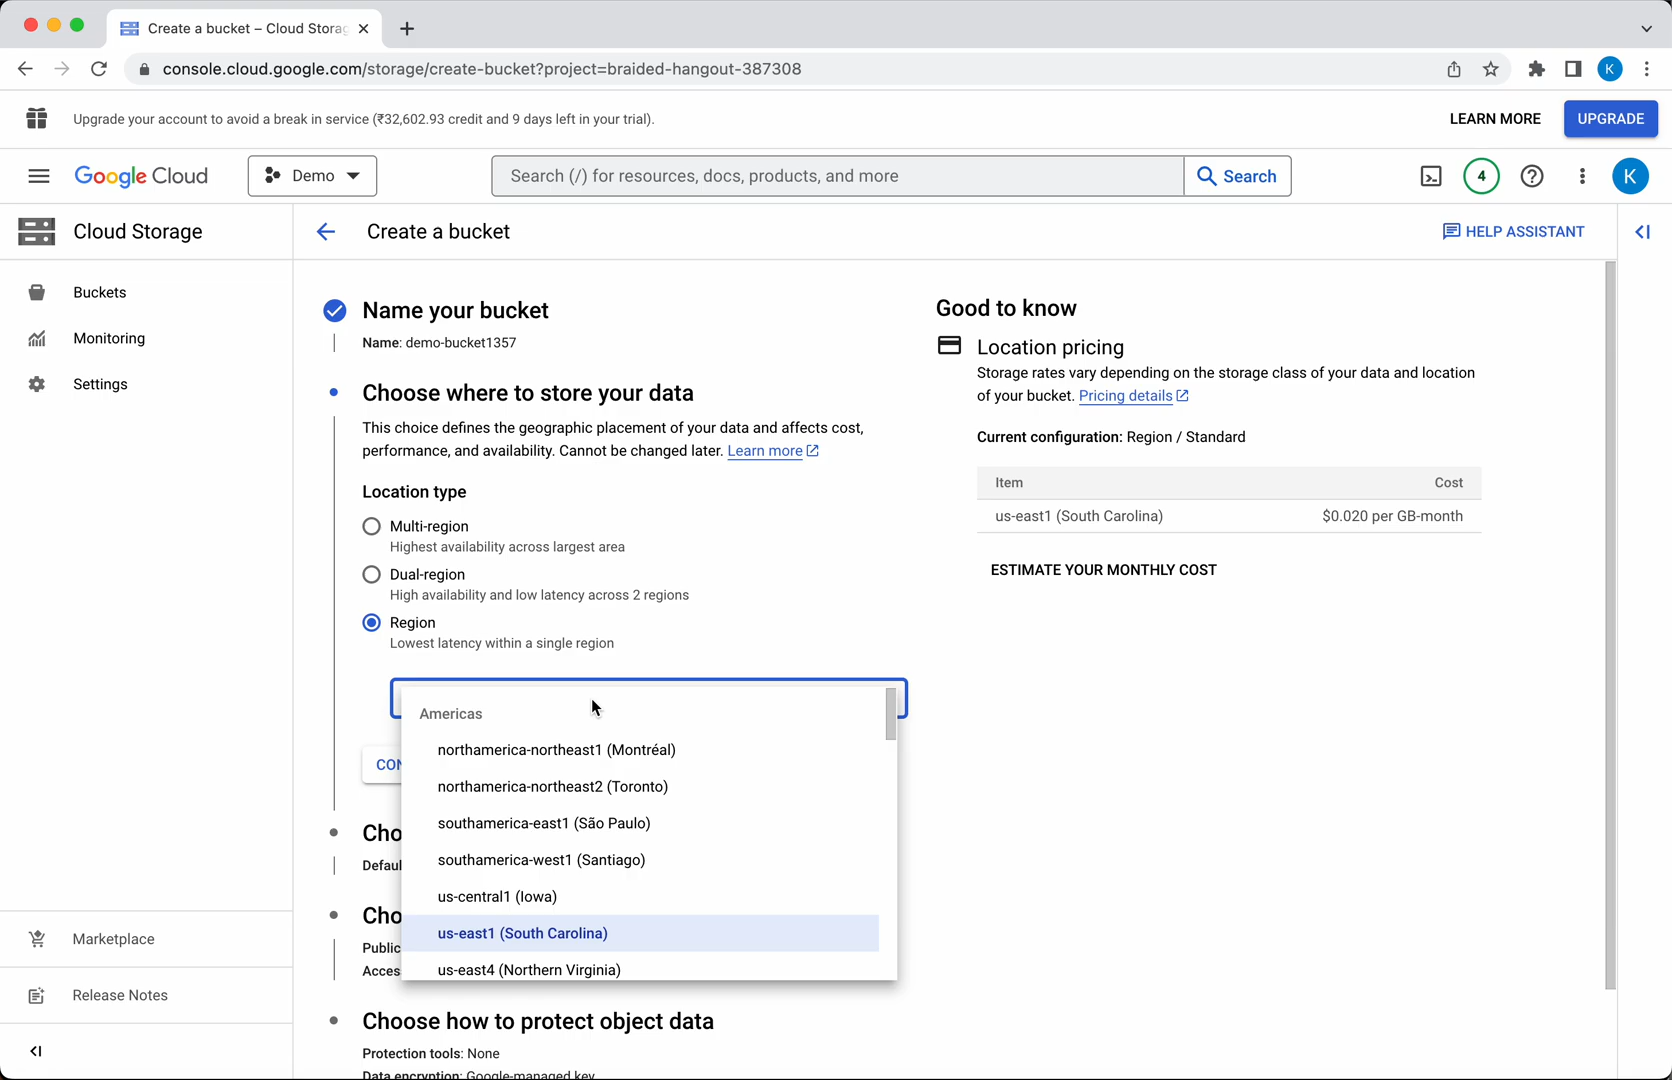 Create a bucket – Cloud Storag
console.cloud.google.com/storage/create-bucket?project=braided-hangout-387308
K
Upgrade your account to avoid a break in service (₹32,602.93 credit and 9 days left in your trial).
LEARN MORE
UPGRADE
Google Cloud
Demo
Search (/) for resources, docs, products, and more
Search
4
K
Cloud Storage
Create a bucket
HELP ASSISTANT
Buckets
Monitoring
Settings
Marketplace
Release Notes
Name your bucket
Name: demo-bucket1357
Choose where to store your data
This choice defines the geographic placement of your data and affects cost,
performance, and availability. Cannot be changed later. Learn more
Location type
Multi-region
Highest availability across largest area
Dual-region
High availability and low latency across 2 regions
Region
Lowest latency within a single region
Americas
northamerica-northeast1 (Montréal)
CON
northamerica-northeast2 (Toronto)
southamerica-east1 (São Paulo)
Cho
southamerica-west1 (Santiago)
Defaul
us-central1 (Iowa)
Cho
us-east1 (South Carolina)
Public
us-east4 (Northern Virginia)
Acces
Choose how to protect object data
Protection tools: None
Data encryption: Google-managed key
Good to know
Location pricing
Storage rates vary depending on the storage class of your data and location
of your bucket. Pricing details
Current configuration: Region / Standard
Item Cost
us-east1 (South Carolina) $0.020 per GB-month
ESTIMATE YOUR MONTHLY COST